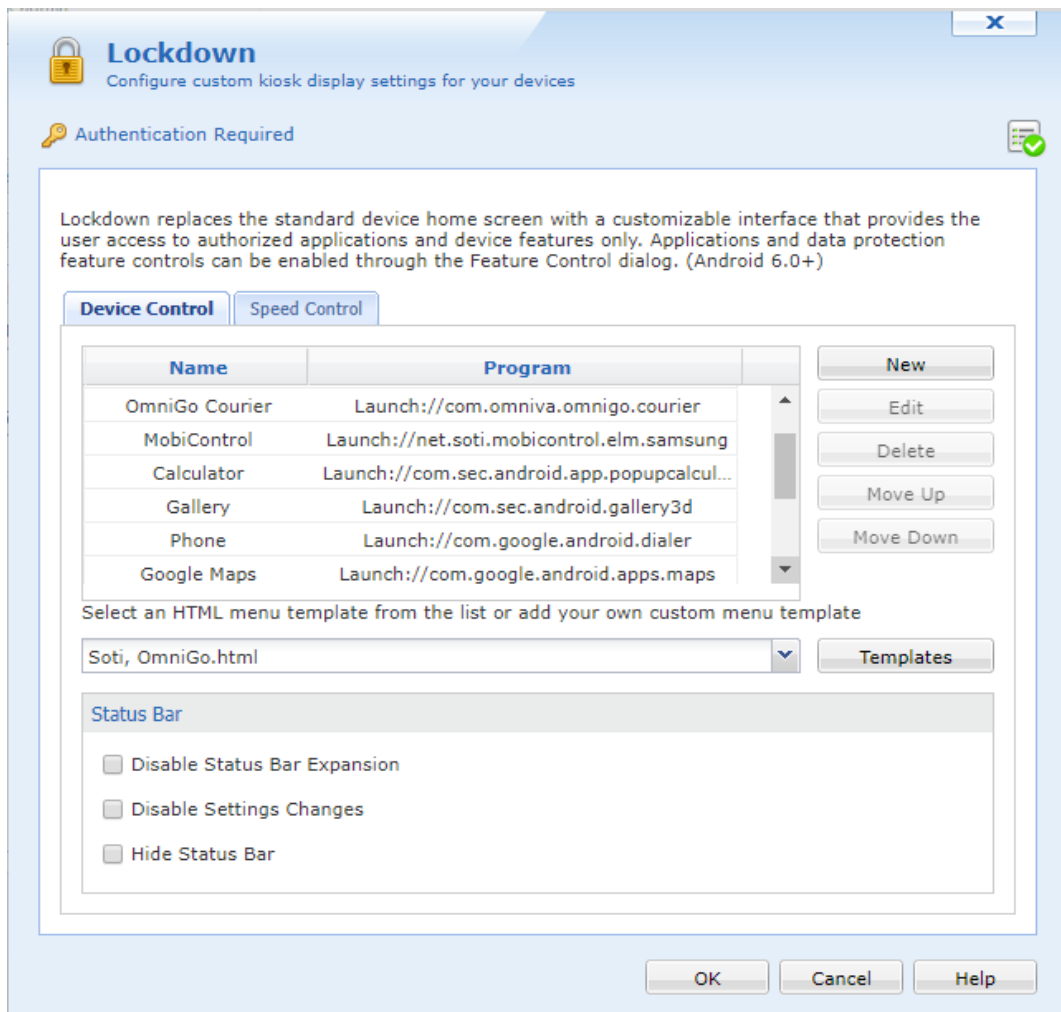 x
Lockdown
Configure custom kiosk display settings for your devices
Authentication Required
Lockdown replaces the standard device home screen with a customizable interface that provides the
user access to authorized applications and device features only. Applications and data protection
feature controls can be enabled through the Feature Control dialog. (Android 6.0+)
Device Control Speed Control
Name Program
OmniGo Courier Launch://com.omniva.omnigo.courier
MobiControl Launch://net.soti.mobicontrol.elm.samsung
Calculator Launch://com.sec.android.app.popupcalcul...
Gallery Launch://com.sec.android.gallery3d
Phone Launch://com.google.android.dialer
Google Maps Launch://com.google.android.apps.maps
New
Edit
Delete
Move Up
Move Down
Select an HTML menu template from the list or add your own custom menu template
Soti, OmniGo.html Templates
Status Bar
Disable Status Bar Expansion
Disable Settings Changes
Hide Status Bar
OK Cancel Help